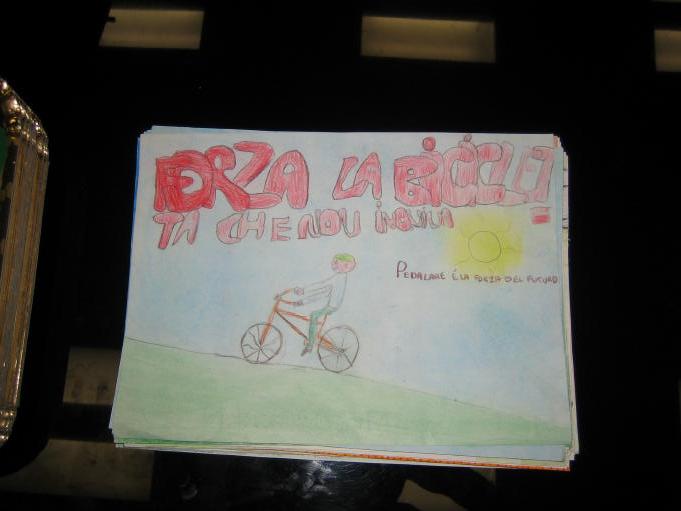 FORZA LA BICICLET
TA CHE NON INQUINA
PEDALARE É LA FORZA DEL FUTURO